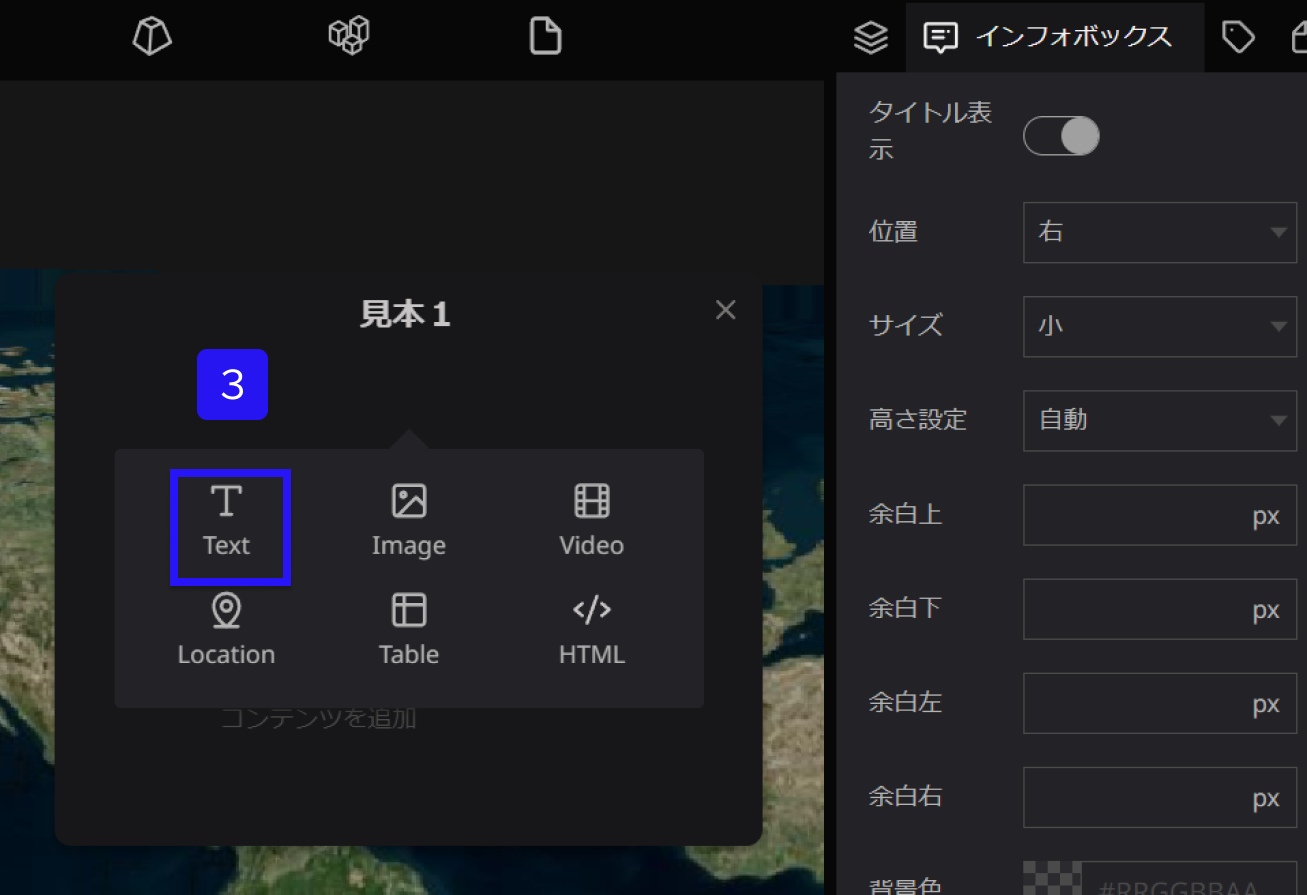 インフォボックス
見本１
3
Text
Image
Video
Location
Table
HTML
コンテンツを追加
タイトル表
示
位置
右
サイズ
小
高さ設定
自動
余白上
px
余白下
px
余白左
px
余白右
px
背景色
#RRGGBBAA